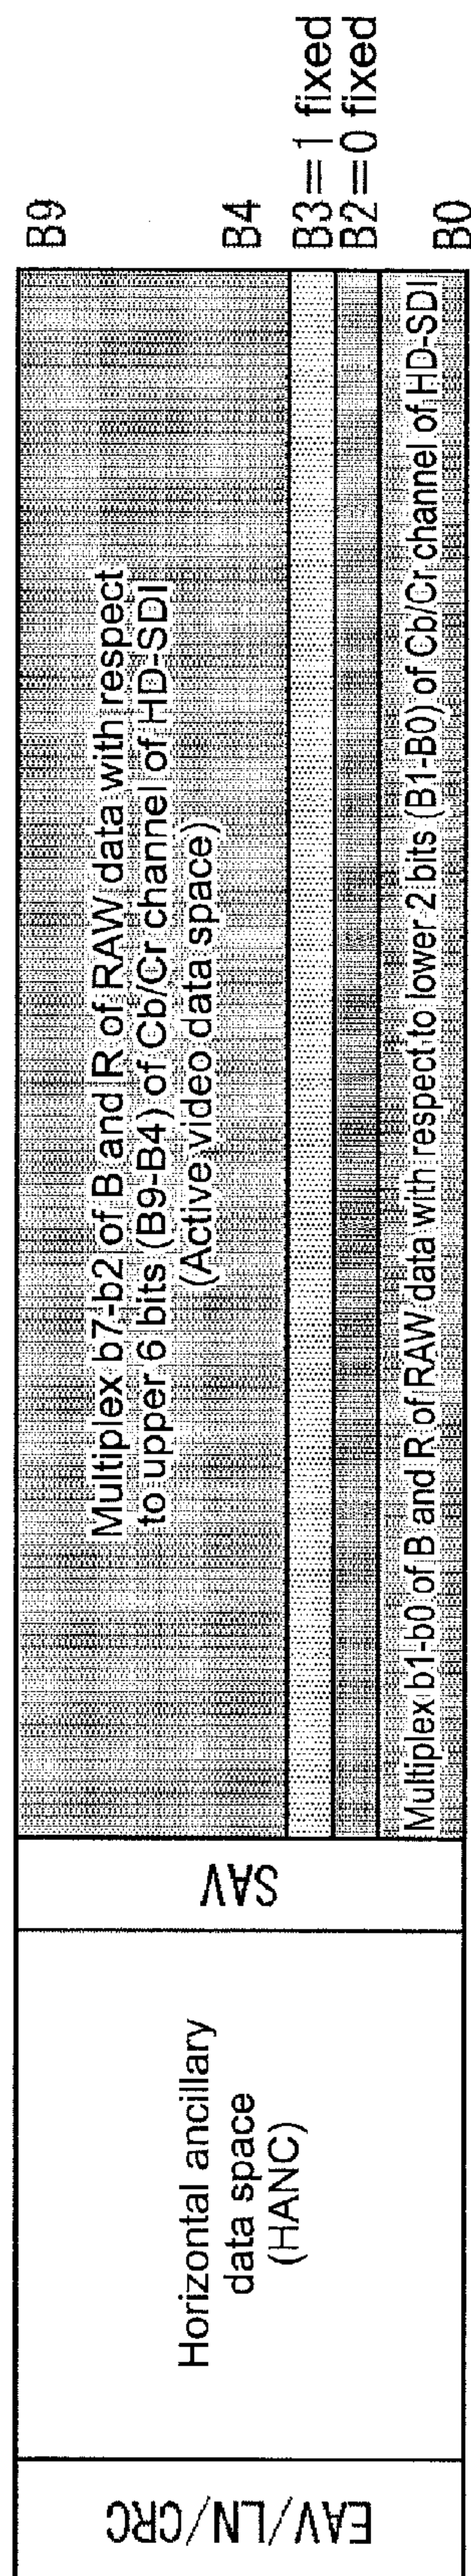 EAV/LN/CRC
Horizontal ancillary
data space
(HANC)
SAV
Multiplex b7-b2 of B and R of RAW data with respect
to upper 6 bits (B9-B4) of Cb/Cr channel of HD-SDI
(Active video data space)
Multiplex b1-b0 of B and R of RAW data with respect to lower 2 bits (B1-B0) of Cb/Cr channel of HD-SDI
B9
B4
B3=1 fixed
B2=0 fixed
B0